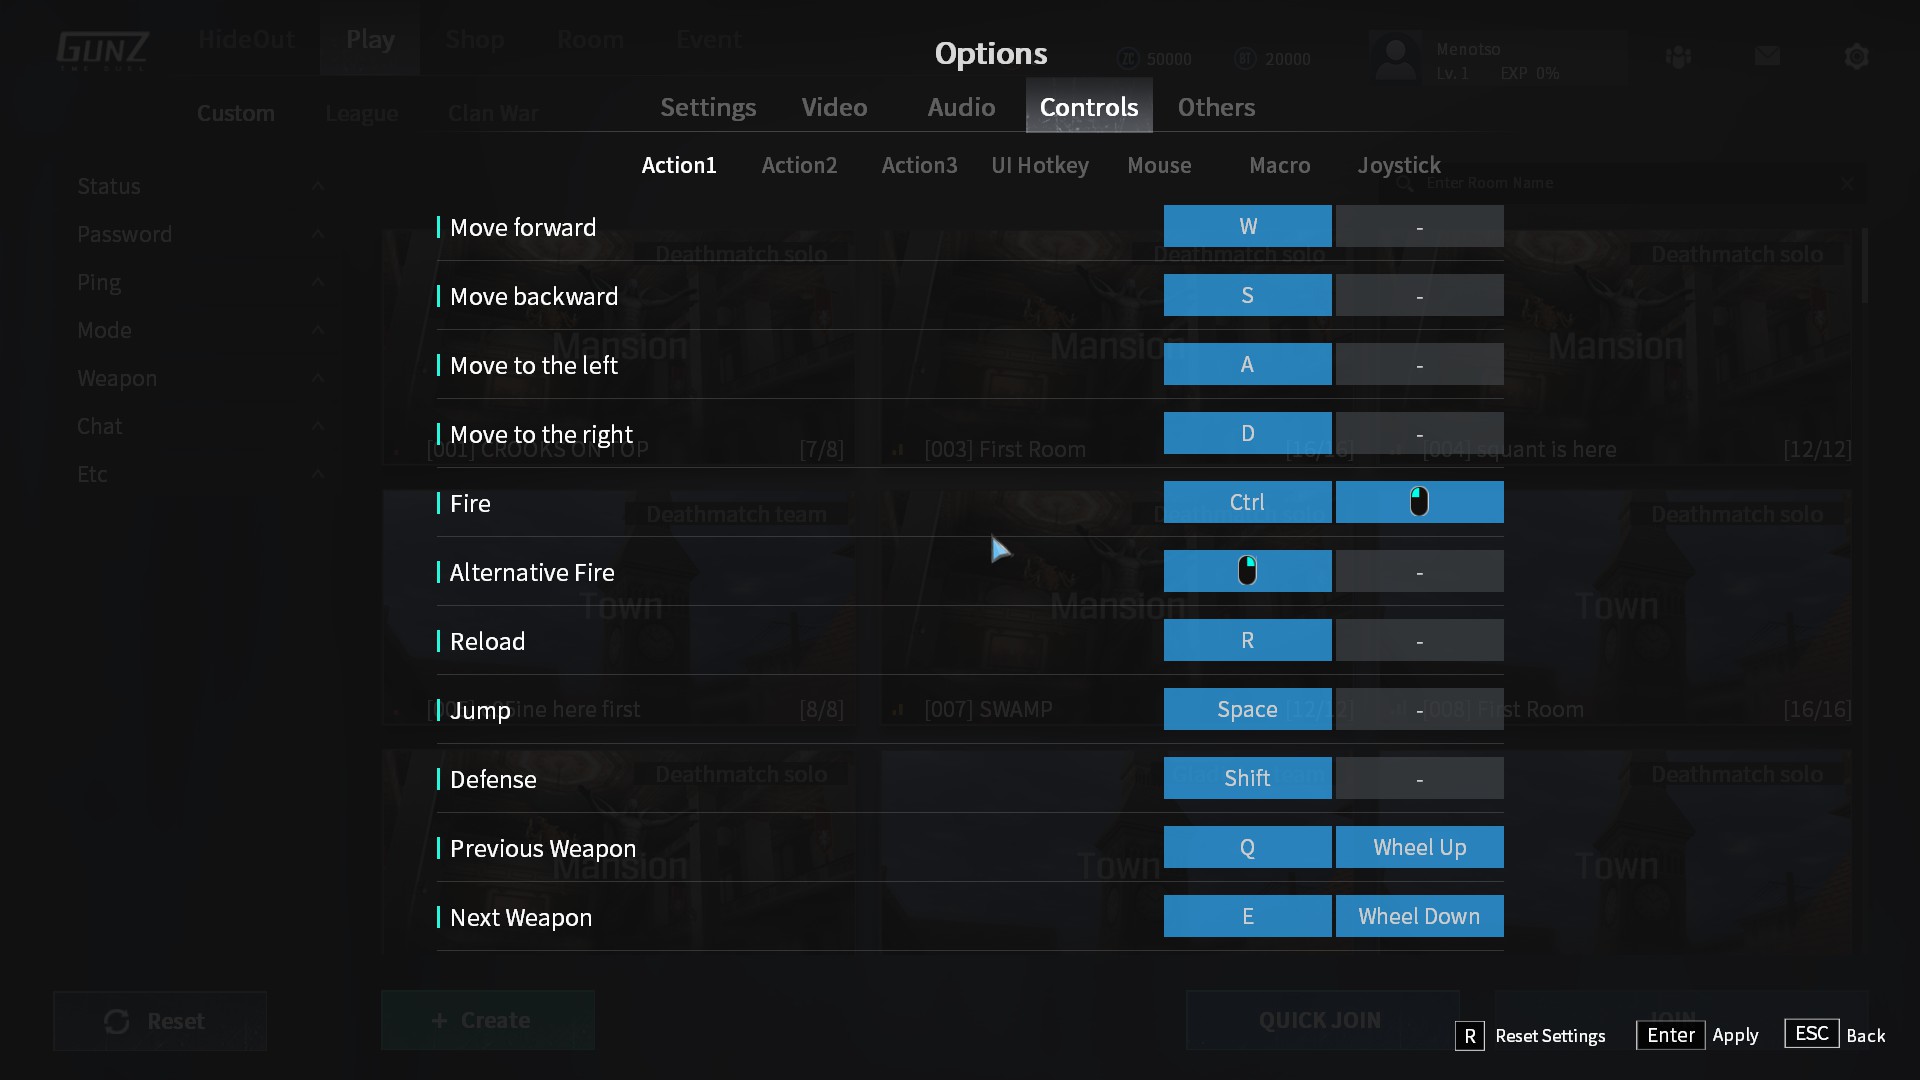 GUNZ
HideOut Play Shop Room Event
Options
50000
20000
Menotso
Lv. 1 EXP 0%
Custom League Clan War
Settings Video Audio Controls Others
Action1 Action2 Action3 UI Hotkey Mouse Macro Joystick
Enter Room Name
Status
Password
Ping
Mode
Weapon
Chat
Etc
Move forward W -
Deathmatch solo Deathmatch solo Deathmatch solo
Move backward S -
Mansion Mansion Mansion
Move to the left A -
Move to the right D -
[001] CROOKS ON TOP [7/8] [003] First Room [16/16] [004] squant is here [12/12]
Fire Ctrl
Deathmatch team Deathmatch solo
Alternative Fire -
Town Mansion Town
Reload R -
Jump Space -
here first [8/8] [007] SWAMP [12/12] [008] First Room [16/16]
Defense Shift -
Deathmatch solo Deathmatch solo
Previous Weapon Q Wheel Up
Mansion Town Town
Next Weapon E Wheel Down
Reset + Create QUICK JOIN JOIN
R Reset Settings Enter Apply ESC Back